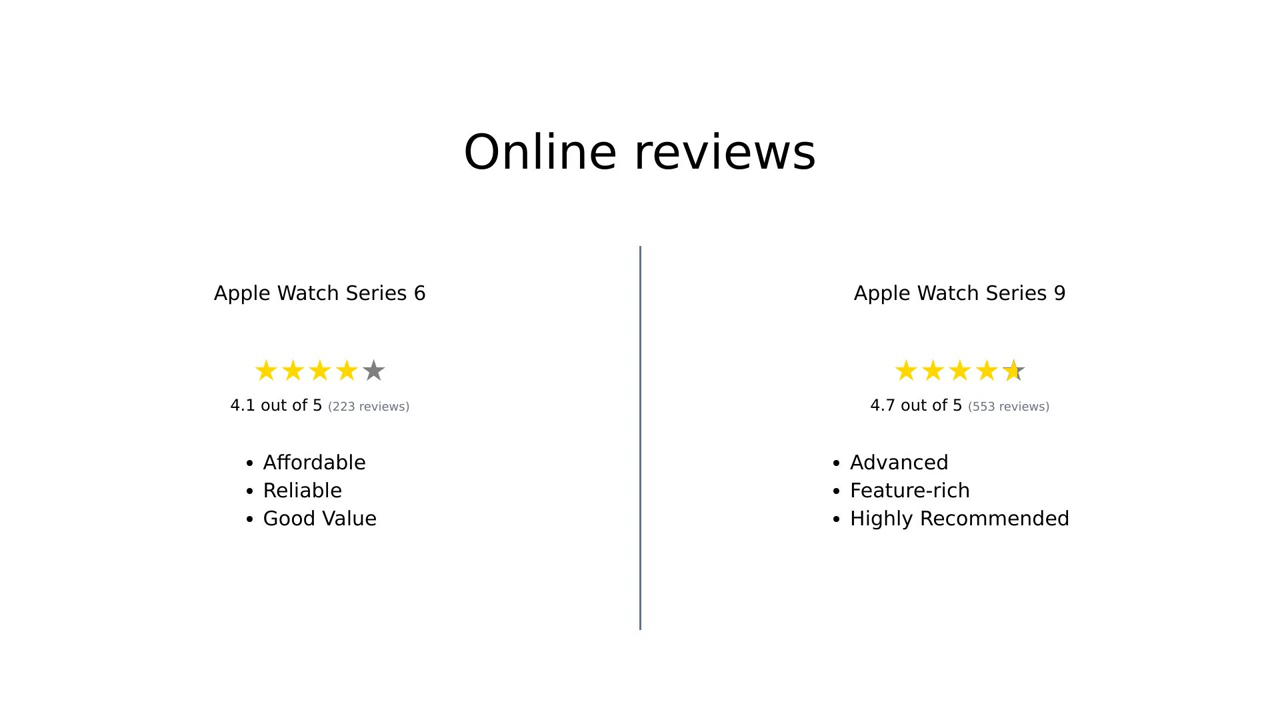 Online reviews
Apple Watch Series 6
4.1 out of 5 (223 reviews)
• Affordable
• Reliable
• Good Value
Apple Watch Series 9
4.7 out of 5 (553 reviews)
• Advanced
• Feature-rich
• Highly Recommended